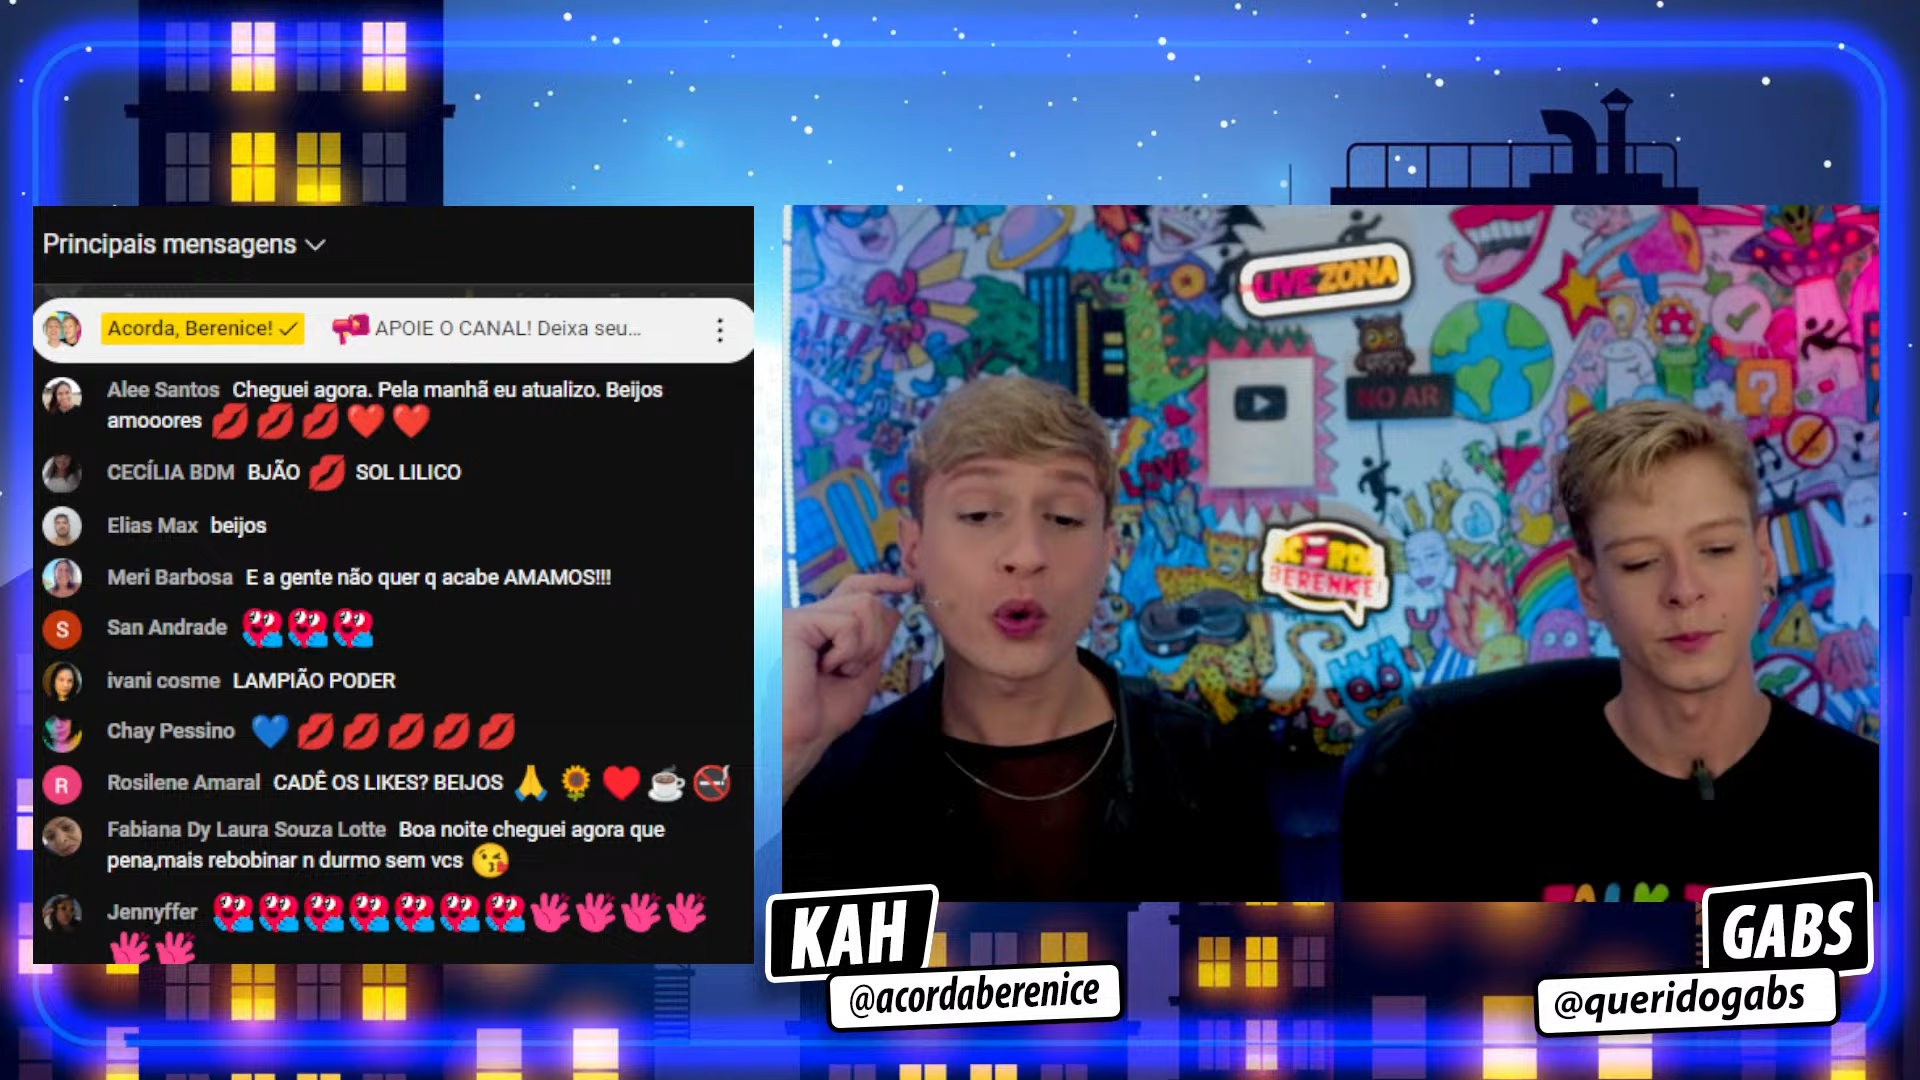 Principais mensagens
Acorda, Berenice! APOIE O CANAL! Deixa seu...
Alee Santos Cheguei agora. Pela manhã eu atualizo. Beijos
amooores 💋💋💋❤️❤️
CECÍLIA BDM BJÃO 💋 SOL LILICO
Elias Max beijos
Meri Barbosa E a gente não quer q acabe AMAMOS!!!
S San Andrade
ivani cosme LAMPIÃO PODER
Chay Pessino 💙💋💋💋💋💋
R Rosilene Amaral CADÊ OS LIKES? BEIJOS 🙏🌻❤️☕🚭
Fabiana Dy Laura Souza Lotte Boa noite cheguei agora que
pena,mais rebobinar n durmo sem vcs 😘
Jennyffer
LIVEZONA
NO AR
LOVE
ACORDA
BERENICE!
KAH
@acordaberenice
GABS
@queridogabs